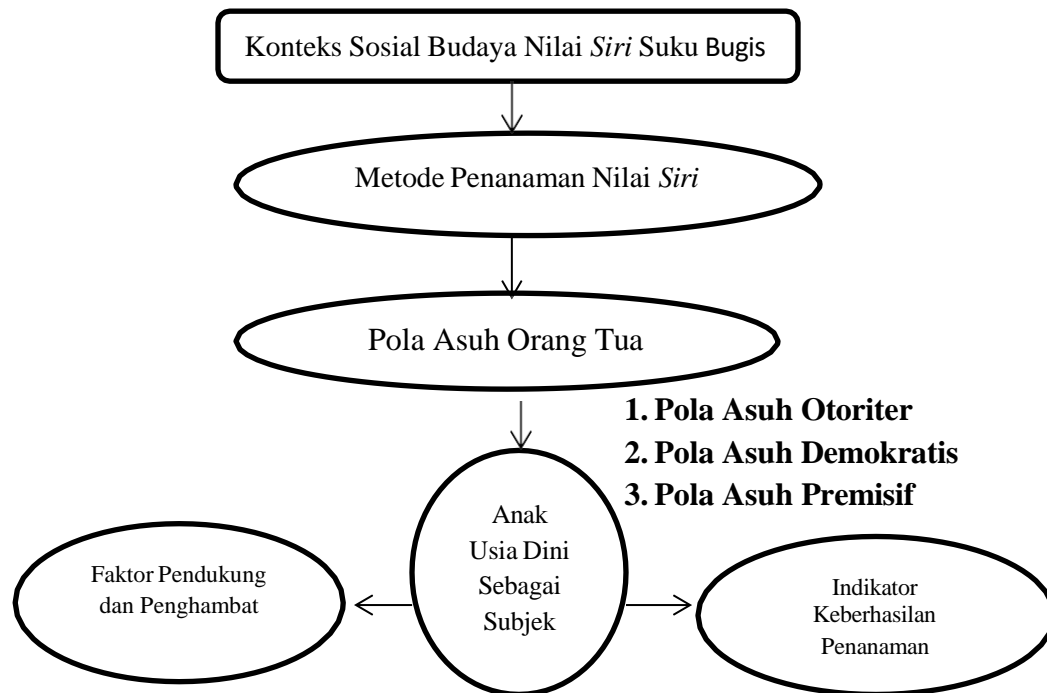 Konteks Sosial Budaya Nilai Siri Suku Bugis
Metode Penanaman Nilai Siri
Pola Asuh Orang Tua
1. Pola Asuh Otoriter
2. Pola Asuh Demokratis
3. Pola Asuh Premisif
Anak
Usia Dini
Sebagai
Subjek
Faktor Pendukung
dan Penghambat
Indikator
Keberhasilan
Penanaman